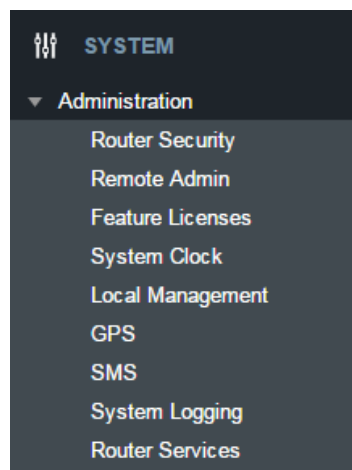 SYSTEM
Administration
Router Security
Remote Admin
Feature Licenses
System Clock
Local Management
GPS
SMS
System Logging
Router Services